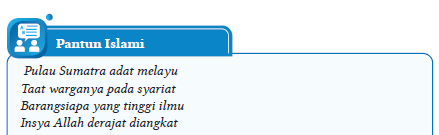 Pantun Islami
Pulau Sumatra adat melayu
Taat warganya pada syariat
Barangsiapa yang tinggi ilmu
Insya Allah derajat diangkat